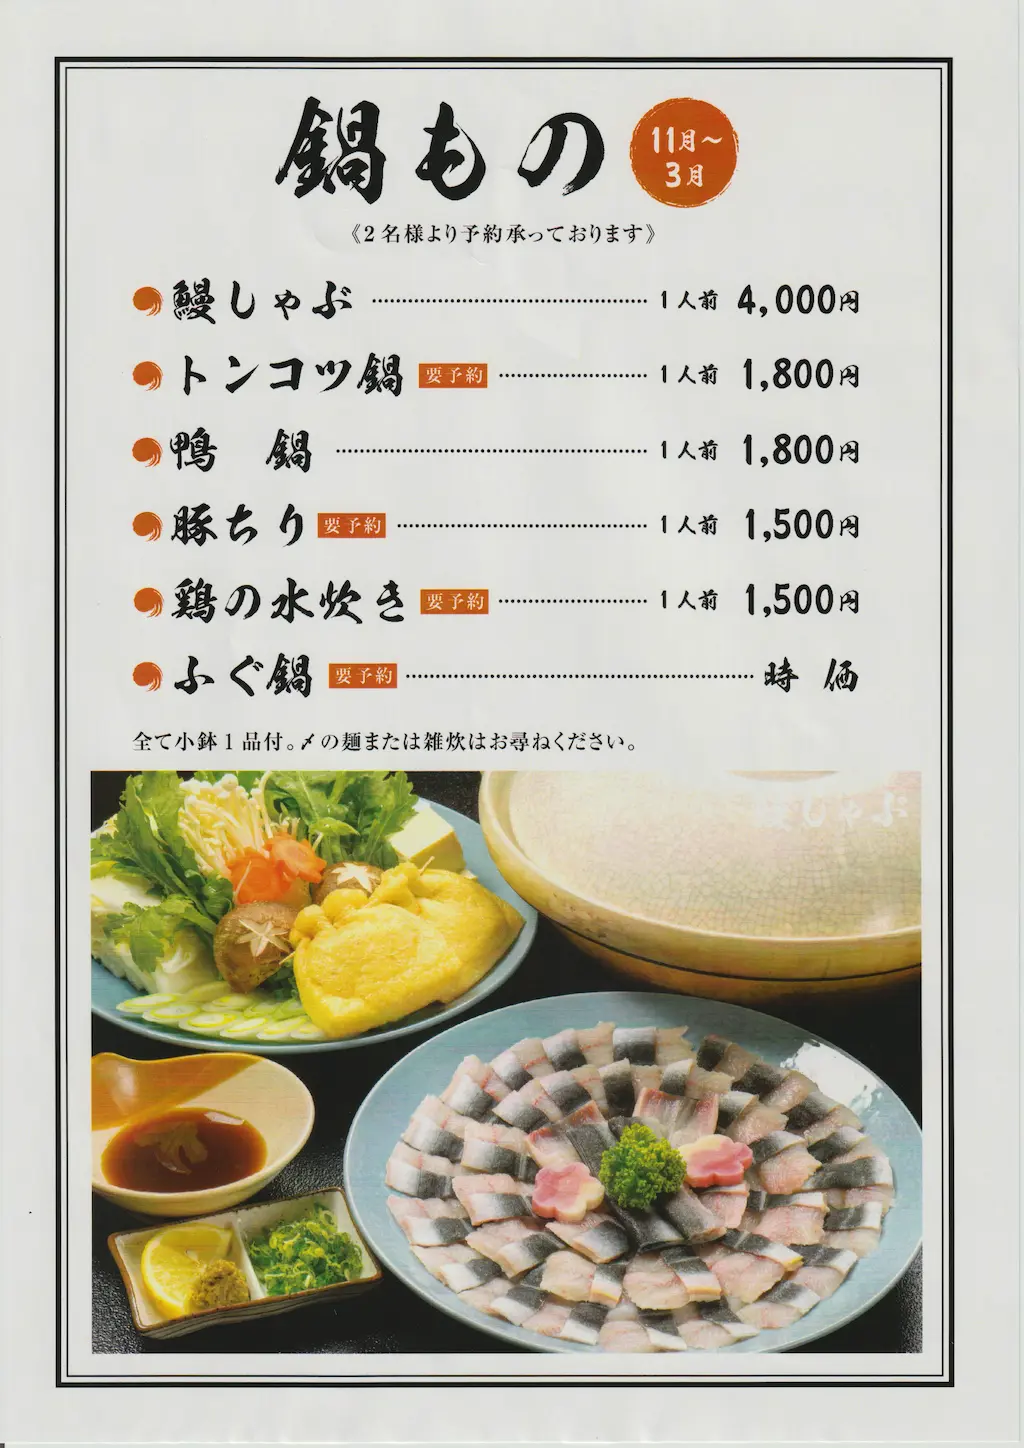 鍋もの
11月〜
3月
《2名様より予約承っております》
鰻しゃぶ 1人前 4,000円
トンコツ鍋 要予約 1人前 1,800円
鴨 鍋 1人前 1,800円
豚ちり 要予約 1人前 1,500円
鶏の水炊き 要予約 1人前 1,500円
ふぐ鍋 要予約 時 価
全て小鉢1品付。〆の麺または雑炊はお尋ねください。
しゃぶ